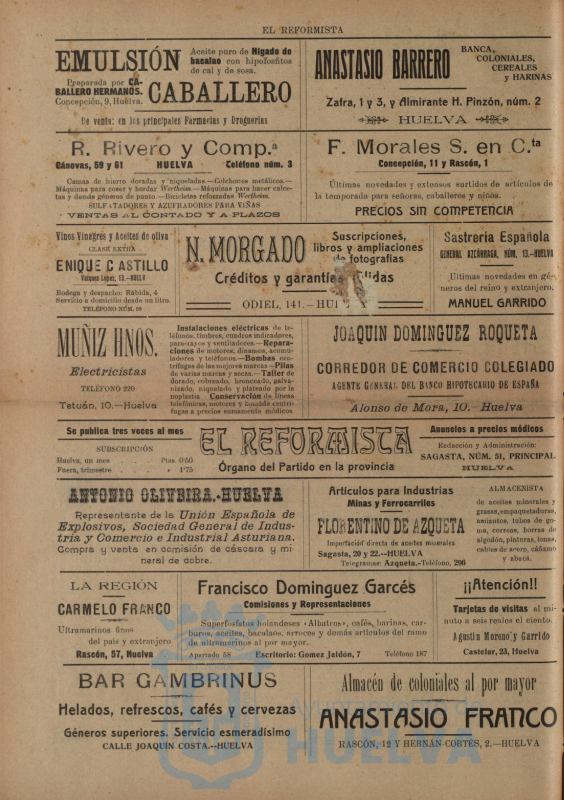 EL REFORMISTA
EMULSIÓN
Aceite puro de Higado de
bacalao con hipofosfitos
de cal y de sosa.
Preparada por CA-
BALLERO HERMANOS.
Concepción, 9, Huelva.
CABALLERO
De venta: en las principales Farmacias y Droguerias
ANASTASIO BARRERO
BANCA,
COLONIALES,
CEREALES
y HARINAS
Zafra, 1 y 3, y Almirante H. Pinzón, núm. 2
HUELVA
R. Rivero y Comp.ª
Cánovas, 59 y 61 HUELVA Teléfono núm. 3
Camas de hierro doradas y niqueladas.—Colchones metálicos.—
Máquinas para coser y bordar Wertheim.—Máquinas para hacer calce-
tas y demás géneros de punto.—Bicicletas reforzadas Wertheim.
SULFATADORES Y AZUFRADORES PARA VIÑAS
VENTAS AL CONTADO Y A PLAZOS
F. Morales S. en C.ta
Concepción, 11 y Rascón, 1
Últimas novedades y extensos surtidos de artículos de
la temporada para señoras, caballeros y niños.
PRECIOS SIN COMPETENCIA
Vinos Vinagres y Aceites de oliva
CLASE EXTRA
ENRIQUE CASTILLO
Vazquez Lopez, 13.—HUELVA
Bodega y despacho: Rábida, 4
Servicio a domicilio desde un litro.
N. MORGADO
Suscripciones,
libros y ampliaciones
de fotografias
Créditos y garantías
ODIEL, 141.—
Sastreria Española
GENERAL AZCÁRRAGA, NÚM. 13.—HUELVA
Ultimas novedades en gé-
neros del reino y extranjero.
MANUEL GARRIDO
MUÑIZ HNOS.
Electricistas
TELÉFONO 220
Tetuán, 10.—Huelva
Instalaciones eléctricas de te-
léfonos, timbres, cuadros indicadores,
para-rayos y ventiladores.—Repara-
ciones de motores, dinamos, acumu-
ladores y teléfonos.—Bombas cen-
trífugas de las mejores marcas.—Pilas
de varias marcas y secas.—Taller de
dorado, cobreado, bronceado, galva-
nizado, niquelado y plateado por la
noplastia Conservación de lineas
telefónicas, motores y bombas centrí-
fugas a precios sumamente módicos
JOAQUIN DOMINGUEZ ROQUETA
CORREDOR DE COMERCIO COLEGIADO
AGENTE GENERAL DEL BANCO HIPOTECARIO DE ESPAÑA
Alonso de Mora, 10.- Huelva
Se publica tres veces al mes
SUBSCRIPCIÓN
Huelva, un mes . . . . Ptas. 0'50
Fuera, trimestre . . . . » 1'75
EL REFORMISTA
Órgano del Partido en la provincia
Anuncios a precios módicos
Redacción y Administración:
SAGASTA, NÚM. 51, PRINCIPAL
HUELVA
ANTONIO OLIVEIRA.-HUELVA
Representante de la Unión Española de
Explosivos, Sociedad General de Indus-
tria y Comercio e Industrial Asturiana.
Compra y venta en comisión de cáscara y mi-
neral de cobre.
Artículos para Industrias
Minas y Ferrocarriles
FLORENTINO DE AZQUETA
Importación directa de aceites minerales
Sagasta, 20 y 22.—HUELVA
Telegramas: Azqueta.-Teléfono, 296
ALMACENISTA
de aceites minerales y
grasas, empaquetaduras,
amiantos, tubos de go-
ma, correas, borras de
algodón, pinturas, lonas,
cables de acero, cáñamo
y abacá.
LA REGIÓN
CARMELO FRANCO
Ultramarinos finos
del país y extranjero
Rascón, 57, Huelva
Francisco Dominguez Garcés
Comisiones y Representaciones
Superfosfatos holandeses «Albatros», cafés, harinas, car-
buros, aceites, bacalaos, arroces y demás artículos del ramo
de ultramarinos al por mayor.
Apartado 58 Escritorio: Gomez Jaldón, 7 Teléfono 187
¡¡Atención!!
Tarjetas de visitas al mi-
nuto a seis reales el ciento.
Agustín Moreno y Garrido
Castelar, 23, Huelva
BAR GAMBRINUS
Helados, refrescos, cafés y cervezas
Géneros superiores. Servicio esmeradísimo
CALLE JOAQUIN COSTA.--HUELVA
Almacén de coloniales al por mayor
ANASTASIO FRANCO
RASCÓN, 12 Y HERNÁN-CORTÉS, 2.—HUELVA
HUELVA